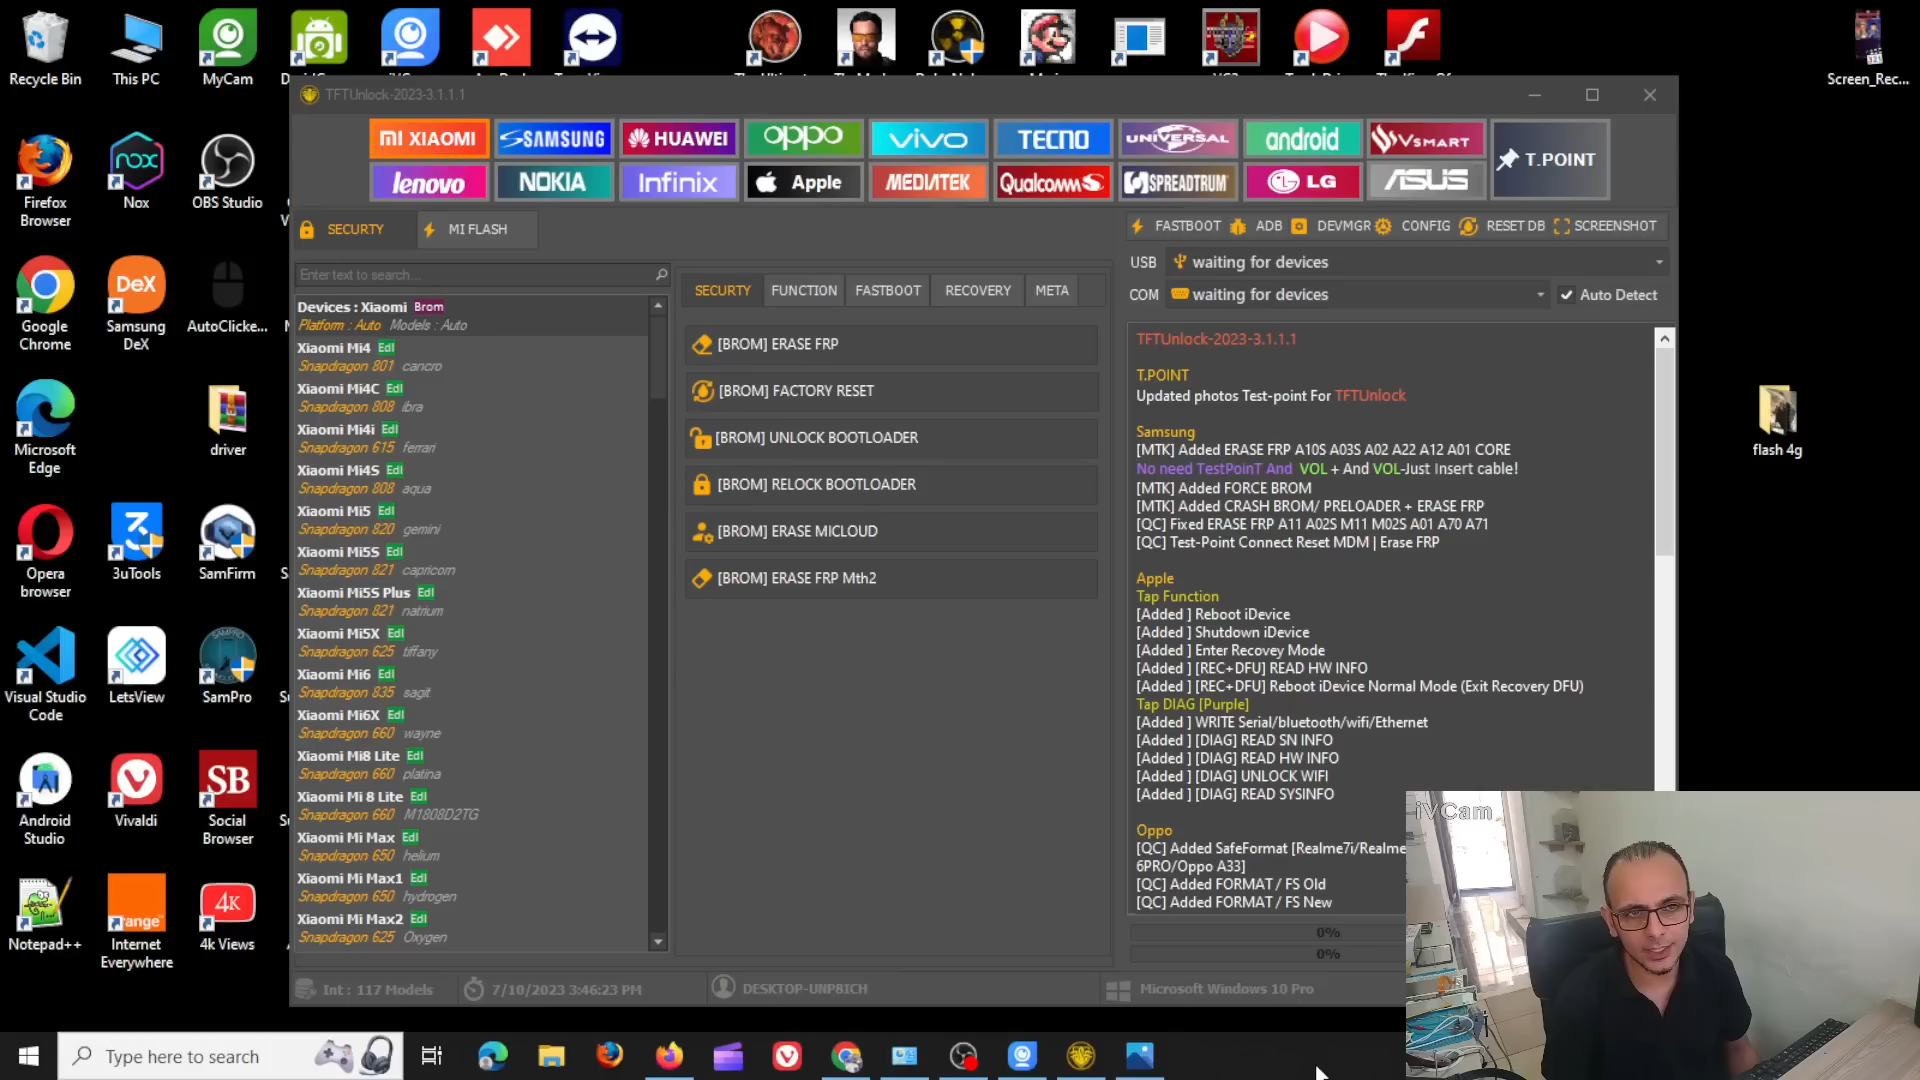 Recycle Bin
This PC
MyCam
Screen_Rec...
TFTUnlock-2023-3.1.1.1
MI XIAOMI
SAMSUNG
HUAWEI
oppo
vivo
TECNO
UNIVERSAL
android
VSMART
T.POINT
lenovo
NOKIA
Infinix
Apple
MEDIATEK
Qualcomm
SPREADTRUM
LG
ASUS
Firefox
Browser
Nox
OBS Studio
SECURTY
MI FLASH
FASTBOOT
ADB
DEVMGR
CONFIG
RESET DB
SCREENSHOT
USB
waiting for devices
COM
waiting for devices
Auto Detect
Enter text to search...
SECURTY
FUNCTION
FASTBOOT
RECOVERY
META
Google
Chrome
DeX
Samsung
DeX
AutoClicke...
Microsoft
Edge
driver
flash 4g
Opera
browser
3uTools
SamFirm
Visual Studio
Code
LetsView
SamPro
Android
Studio
Vivaldi
SB
Social
Browser
Notepad++
orange
Internet
Everywhere
4K
4k Views
Devices : Xiaomi Brom
Platform : Auto Models : Auto
Xiaomi Mi4 Edl
Snapdragon 801 cancro
Xiaomi Mi4C Edl
Snapdragon 808 ibra
Xiaomi Mi4i Edl
Snapdragon 615 ferrari
Xiaomi Mi4S Edl
Snapdragon 808 aqua
Xiaomi Mi5 Edl
Snapdragon 820 gemini
Xiaomi Mi5S Edl
Snapdragon 821 capricorn
Xiaomi Mi5S Plus Edl
Snapdragon 821 natrium
Xiaomi Mi5X Edl
Snapdragon 625 tiffany
Xiaomi Mi6 Edl
Snapdragon 835 sagit
Xiaomi Mi6X Edl
Snapdragon 660 wayne
Xiaomi Mi8 Lite Edl
Snapdragon 660 platina
Xiaomi Mi 8 Lite Edl
Snapdragon 660 M1808D2TG
Xiaomi Mi Max Edl
Snapdragon 650 helium
Xiaomi Mi Max1 Edl
Snapdragon 650 hydrogen
Xiaomi Mi Max2 Edl
Snapdragon 625 Oxygen
[BROM] ERASE FRP
[BROM] FACTORY RESET
[BROM] UNLOCK BOOTLOADER
[BROM] RELOCK BOOTLOADER
[BROM] ERASE MICLOUD
[BROM] ERASE FRP Mth2
TFTUnlock-2023-3.1.1.1
T.POINT
Updated photos Test-point For TFTUnlock
Samsung
[MTK] Added ERASE FRP A10S A03S A02 A22 A12 A01 CORE
No need TestPoinT And VOL + And VOL-Just Insert cable!
[MTK] Added FORCE BROM
[MTK] Added CRASH BROM/ PRELOADER + ERASE FRP
[QC] Fixed ERASE FRP A11 A02S M11 M02S A01 A70 A71
[QC] Test-Point Connect Reset MDM | Erase FRP
Apple
Tap Function
[Added ] Reboot iDevice
[Added ] Shutdown iDevice
[Added ] Enter Recovey Mode
[Added ] [REC+DFU] READ HW INFO
[Added ] [REC+DFU] Reboot iDevice Normal Mode (Exit Recovery DFU)
Tap DIAG [Purple]
[Added ] WRITE Serial/bluetooth/wifi/Ethernet
[Added ] [DIAG] READ SN INFO
[Added ] [DIAG] READ HW INFO
[Added ] [DIAG] UNLOCK WIFI
[Added ] [DIAG] READ SYSINFO
Oppo
[QC] Added SafeFormat [Realme7i/Realme
6PRO/Oppo A33]
[QC] Added FORMAT / FS Old
[QC] Added FORMAT / FS New
0%
0%
iVCam
Int : 117 Models
7/10/2023 3:46:23 PM
DESKTOP-UNPBICH
Microsoft Windows 10 Pro
Type here to search